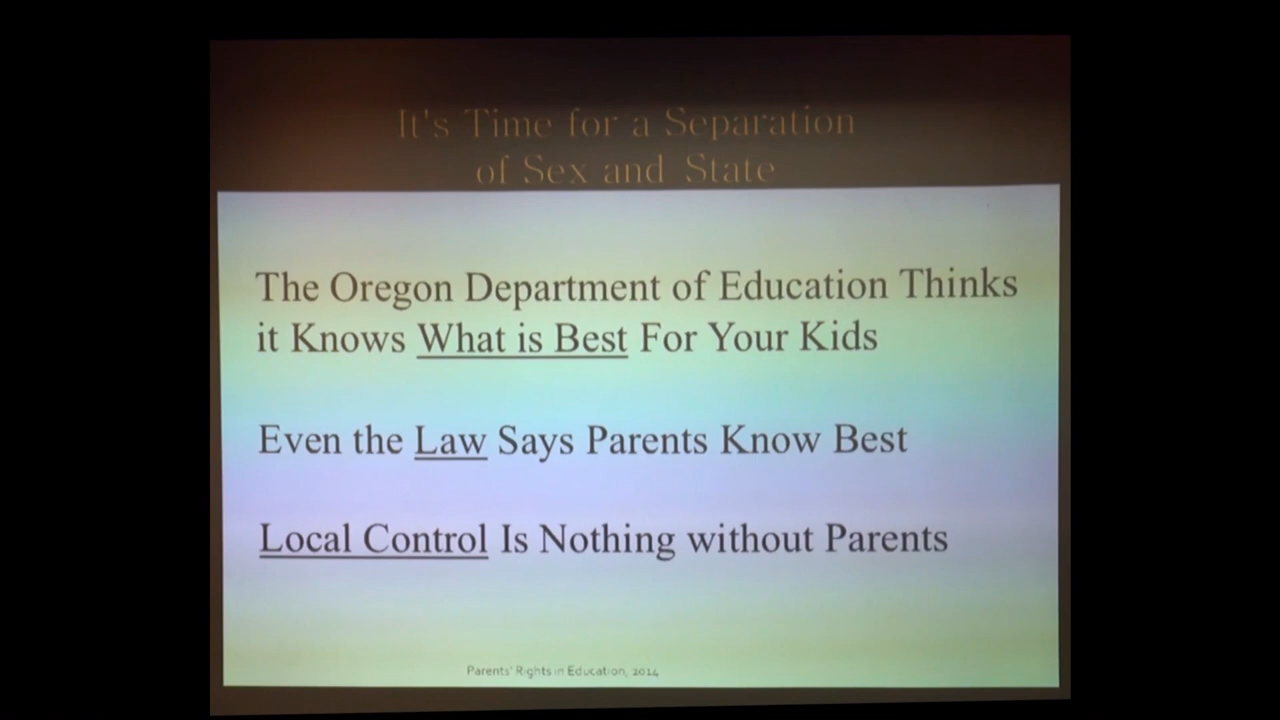 It's Time for a Separation
of Sex and State
The Oregon Department of Education Thinks
it Knows What is Best For Your Kids
Even the Law Says Parents Know Best
Local Control Is Nothing without Parents
Parents' Rights in Education, 2014